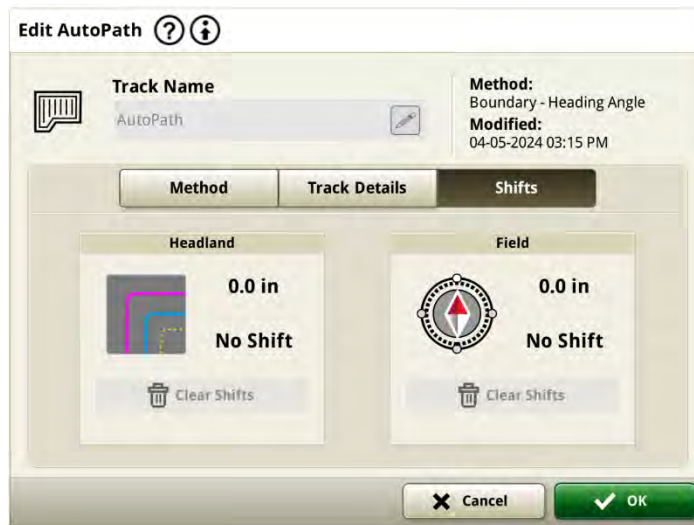 Edit AutoPath
Track Name
AutoPath
Method:
Boundary - Heading Angle
Modified:
04-05-2024 03:15 PM
Method
Track Details
Shifts
Headland
0.0 in
No Shift
Clear Shifts
Field
0.0 in
No Shift
Clear Shifts
Cancel
OK